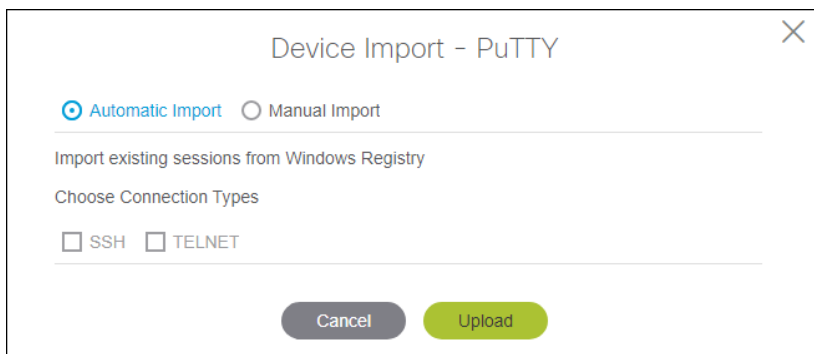 Device Import - PuTTY
Automatic Import Manual Import
Import existing sessions from Windows Registry
Choose Connection Types
SSH TELNET
Cancel Upload